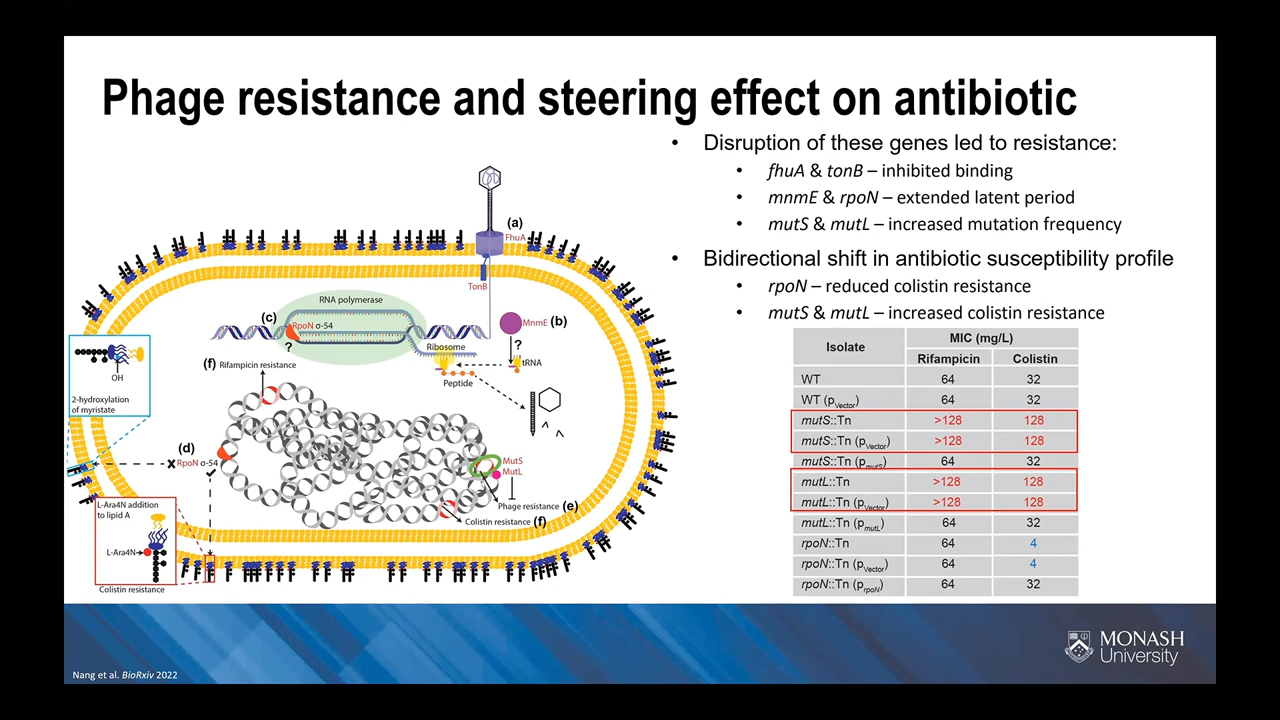 Phage resistance and steering effect on antibiotic
• Disruption of these genes led to resistance:
• fhuA & tonB – inhibited binding
• mnmE & rpoN – extended latent period
• mutS & mutL – increased mutation frequency
• Bidirectional shift in antibiotic susceptibility profile
• rpoN – reduced colistin resistance
• mutS & mutL – increased colistin resistance
(a)
FhuA
TonB
RNA polymerase
(c)
RpoN σ-54
?
MnmE (b)
?
Ribosome
tRNA
Peptide
(f) Rifampicin resistance
OH
2-hydroxylation
of myristate
(d)
RpoN σ-54
MutS
MutL
Phage resistance (e)
Colistin resistance (f)
L-Ara4N addition
to lipid A
L-Ara4N
Colistin resistance
Isolate MIC (mg/L)
Rifampicin Colistin
WT 64 32
WT (pVector) 64 32
mutS::Tn >128 128
mutS::Tn (pVector) >128 128
mutS::Tn (pmutS) 64 32
mutL::Tn >128 128
mutL::Tn (pVector) >128 128
mutL::Tn (pmutL) 64 32
rpoN::Tn 64 4
rpoN::Tn (pVector) 64 4
rpoN::Tn (prpoN) 64 32
MONASH
University
Nang et al. BioRxiv 2022